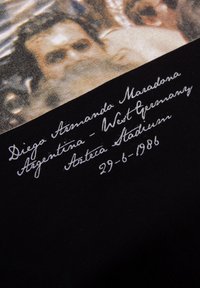 Diego Armando Maradona
Argentina - West Germany
Azteca Stadium
29-6-1986